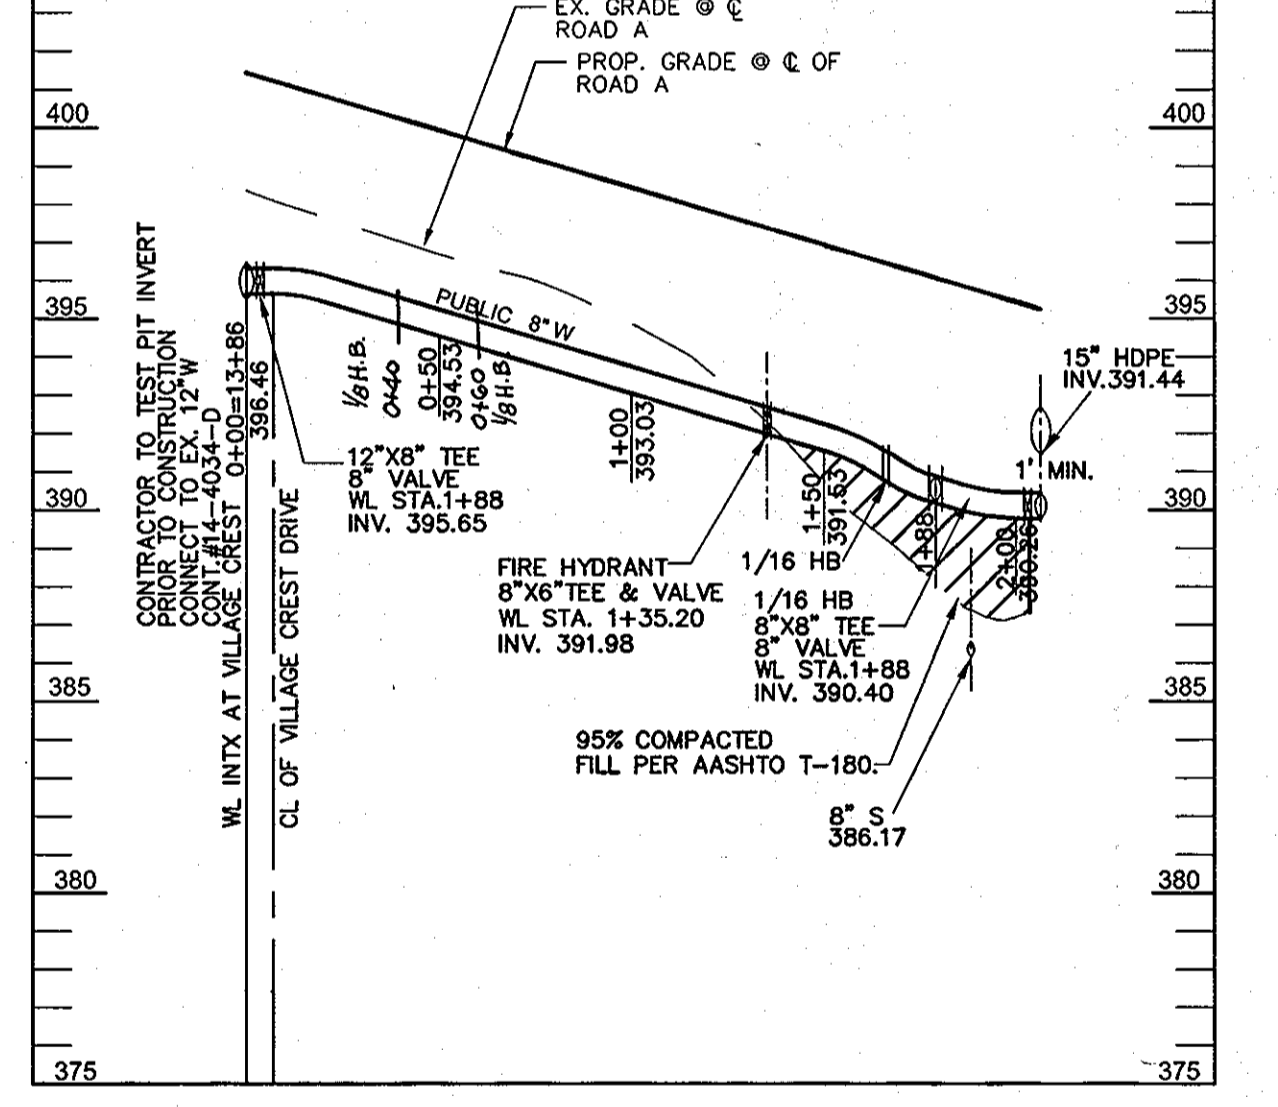 EX. GRADE @ ℄
ROAD A
PROP. GRADE @ ℄ OF
ROAD A
400
400
395
395
390
390
385
385
380
380
375
375
CONTRACTOR TO TEST PIT INVERT
PRIOR TO CONSTRUCTION
CONNECT TO EX. 12"W
CONT.#14-4034-D
WL INTX AT VILLAGE CREST 0+00=13+86
396.46
CL OF VILLAGE CREST DRIVE
PUBLIC 8"W
1/8 H.B.
0+40
0+50
394.53
0+60
1/8 H.B.
12"X8" TEE
8" VALVE
WL STA.1+88
INV. 395.65
1+00
393.03
FIRE HYDRANT
8"X6"TEE & VALVE
WL STA. 1+35.20
INV. 391.98
1+50
391.53
1/16 HB
1+88
1/16 HB
8"X8" TEE
8" VALVE
WL STA.1+88
INV. 390.40
2+00
390.26
15" HDPE
INV.391.44
1' MIN.
95% COMPACTED
FILL PER AASHTO T-180.
8" S
386.17